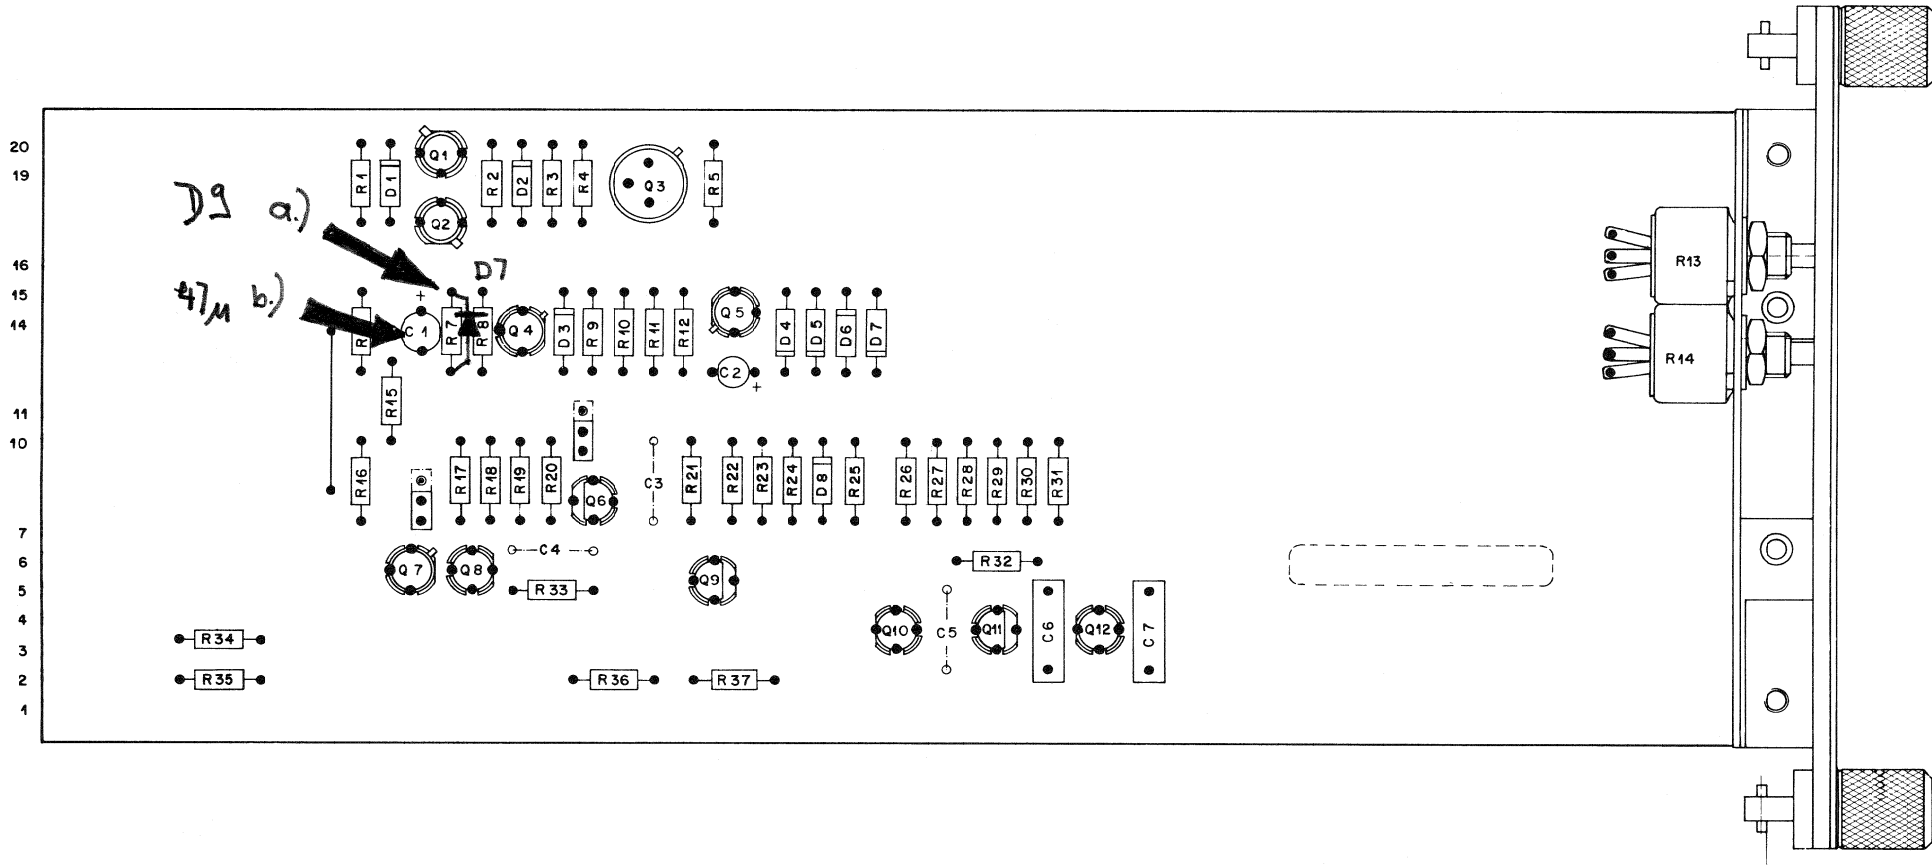 20
R1 D1 Q1 R2 D2 R3 R4 Q3 R5
19
D9 a.)
Q2
16
D7
R13
47µ b.)
15
+
14
R C1 R7 R8 Q4 D3 R9 R10 R11 R12 Q5 D4 D5 D6 D7
R14
C2
+
R15
11
10
R16 R17 R18 R19 R20 Q6 C3 R21 R22 R23 R24 D8 R25 R26 R27 R28 R29 R30 R31
7
C4
6
Q7 Q8 Q9 R32
5
R33
4
Q10 C5 Q11 C6 Q12 C7
R34
3
2
R35 R36 R37
1